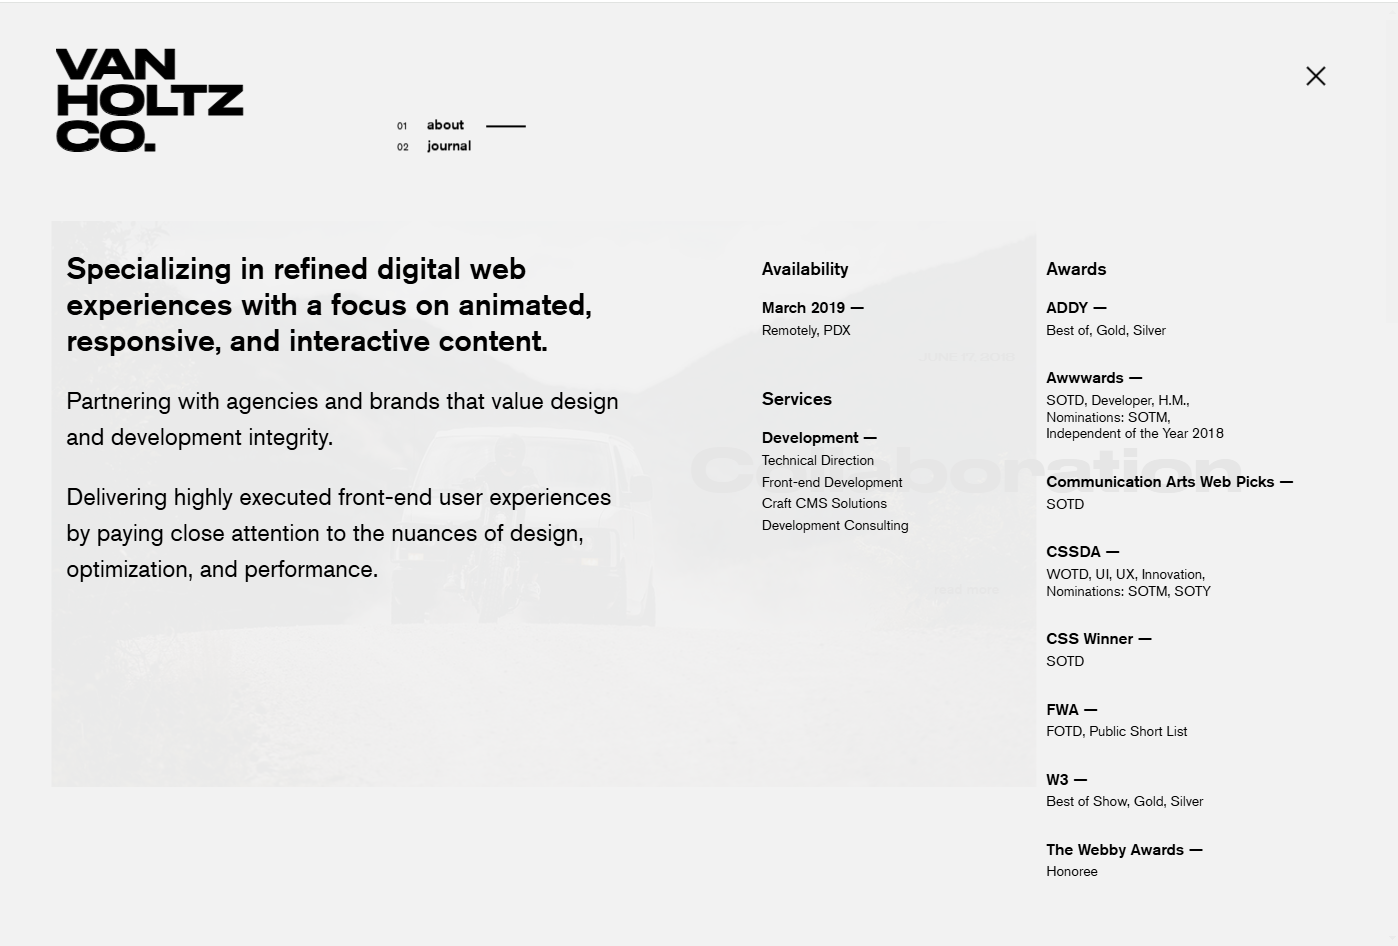 VAN
HOLTZ
CO.
01 about
02 journal
Specializing in refined digital web
experiences with a focus on animated,
responsive, and interactive content.
Partnering with agencies and brands that value design
and development integrity.
Delivering highly executed front-end user experiences
by paying close attention to the nuances of design,
optimization, and performance.
Availability
March 2019 —
Remotely, PDX
Services
Development —
Technical Direction
Front-end Development
Craft CMS Solutions
Development Consulting
Awards
ADDY —
Best of, Gold, Silver
Awwwards —
SOTD, Developer, H.M.,
Nominations: SOTM,
Independent of the Year 2018
Communication Arts Web Picks —
SOTD
CSSDA —
WOTD, UI, UX, Innovation,
Nominations: SOTM, SOTY
CSS Winner —
SOTD
FWA —
FOTD, Public Short List
W3 —
Best of Show, Gold, Silver
The Webby Awards —
Honoree
Collaboration
read more